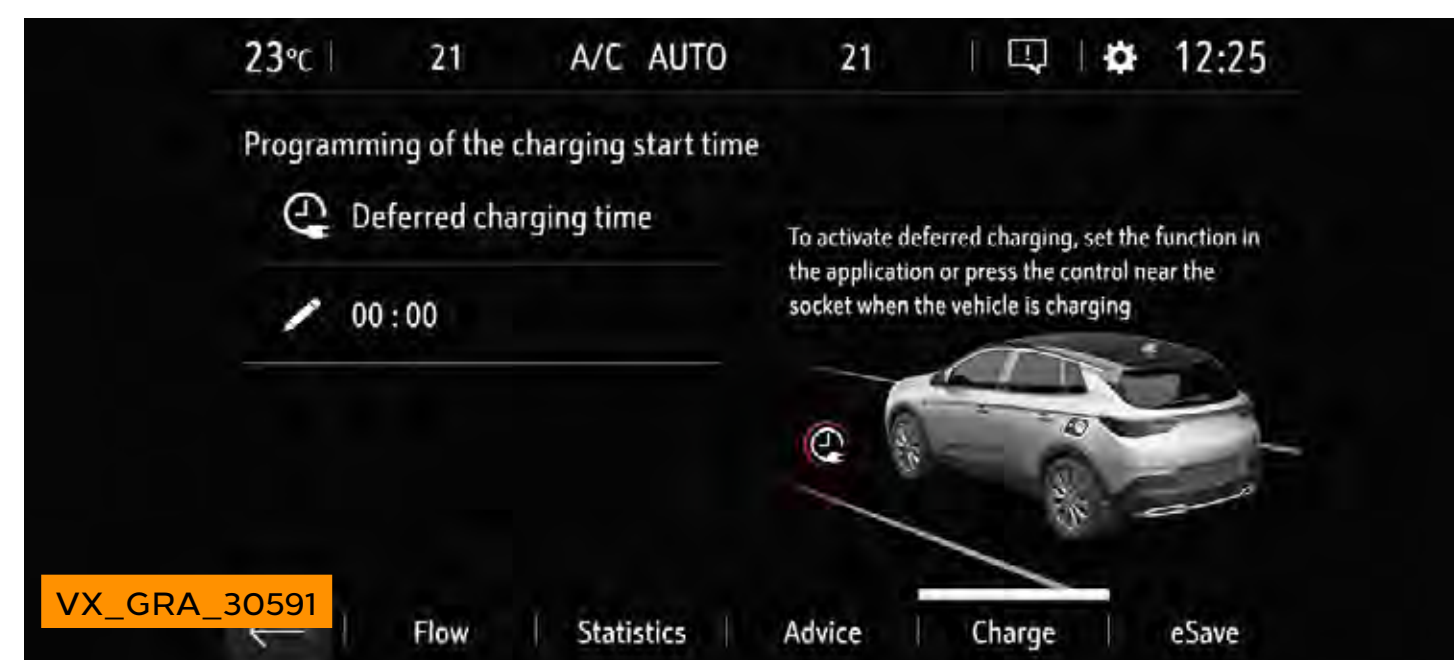 23°C 21 A/C AUTO 21 12:25
Programming of the charging start time
Deferred charging time
00 : 00
To activate deferred charging, set the function in
the application or press the control near the
socket when the vehicle is charging
VX_GRA_30591
Flow Statistics Advice Charge eSave